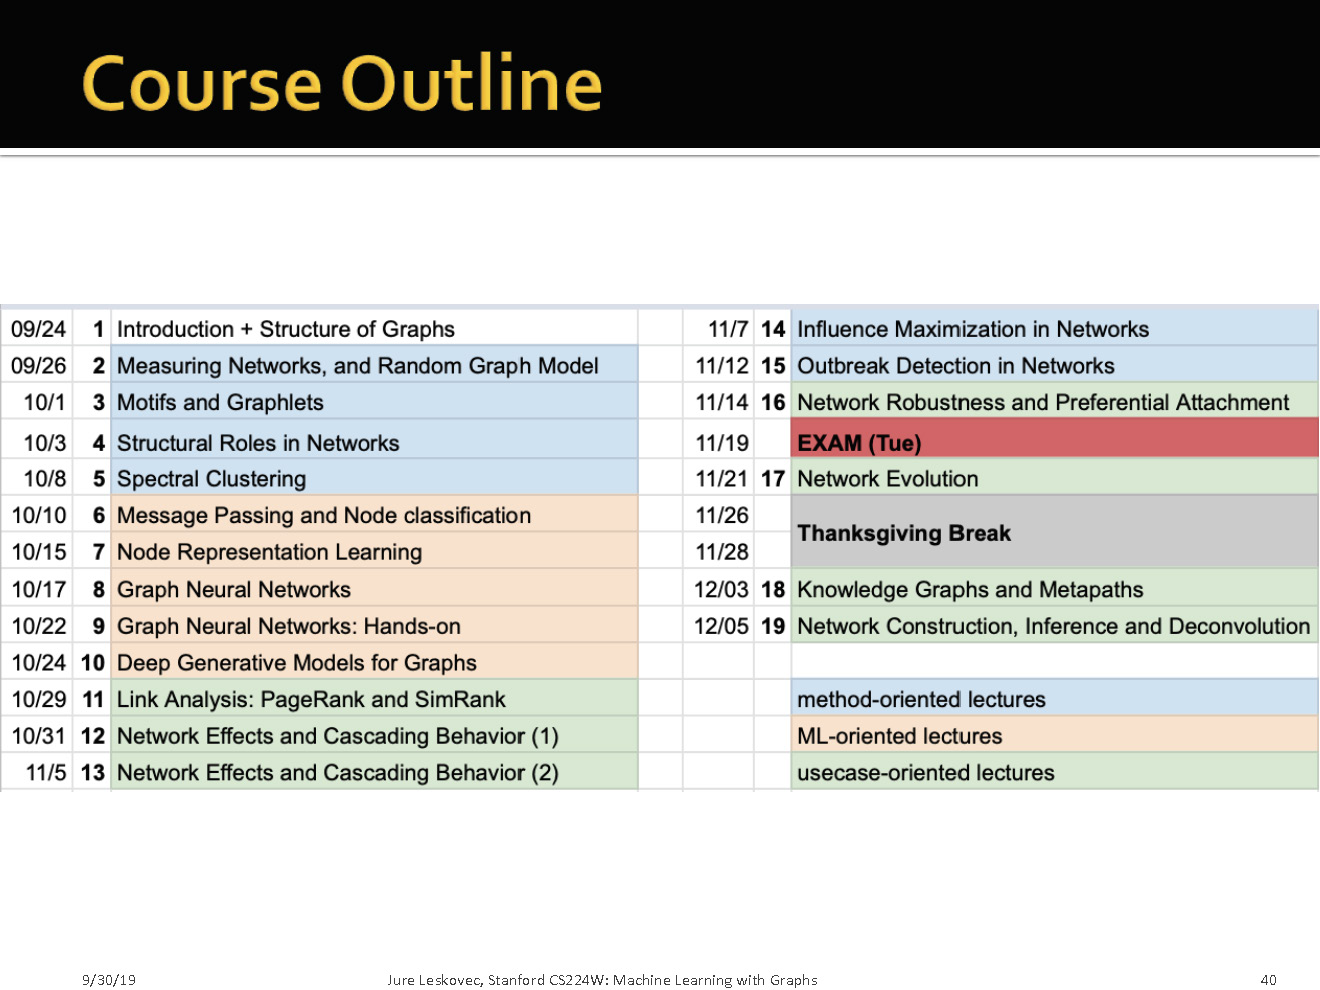 Course Outline
09/24 1 Introduction + Structure of Graphs
09/26 2 Measuring Networks, and Random Graph Model
10/1 3 Motifs and Graphlets
10/3 4 Structural Roles in Networks
10/8 5 Spectral Clustering
10/10 6 Message Passing and Node classification
10/15 7 Node Representation Learning
10/17 8 Graph Neural Networks
10/22 9 Graph Neural Networks: Hands-on
10/24 10 Deep Generative Models for Graphs
10/29 11 Link Analysis: PageRank and SimRank
10/31 12 Network Effects and Cascading Behavior (1)
11/5 13 Network Effects and Cascading Behavior (2)
11/7 14 Influence Maximization in Networks
11/12 15 Outbreak Detection in Networks
11/14 16 Network Robustness and Preferential Attachment
11/19 EXAM (Tue)
11/21 17 Network Evolution
11/26
Thanksgiving Break
11/28
12/03 18 Knowledge Graphs and Metapaths
12/05 19 Network Construction, Inference and Deconvolution
method-oriented lectures
ML-oriented lectures
usecase-oriented lectures
9/30/19 Jure Leskovec, Stanford CS224W: Machine Learning with Graphs 40